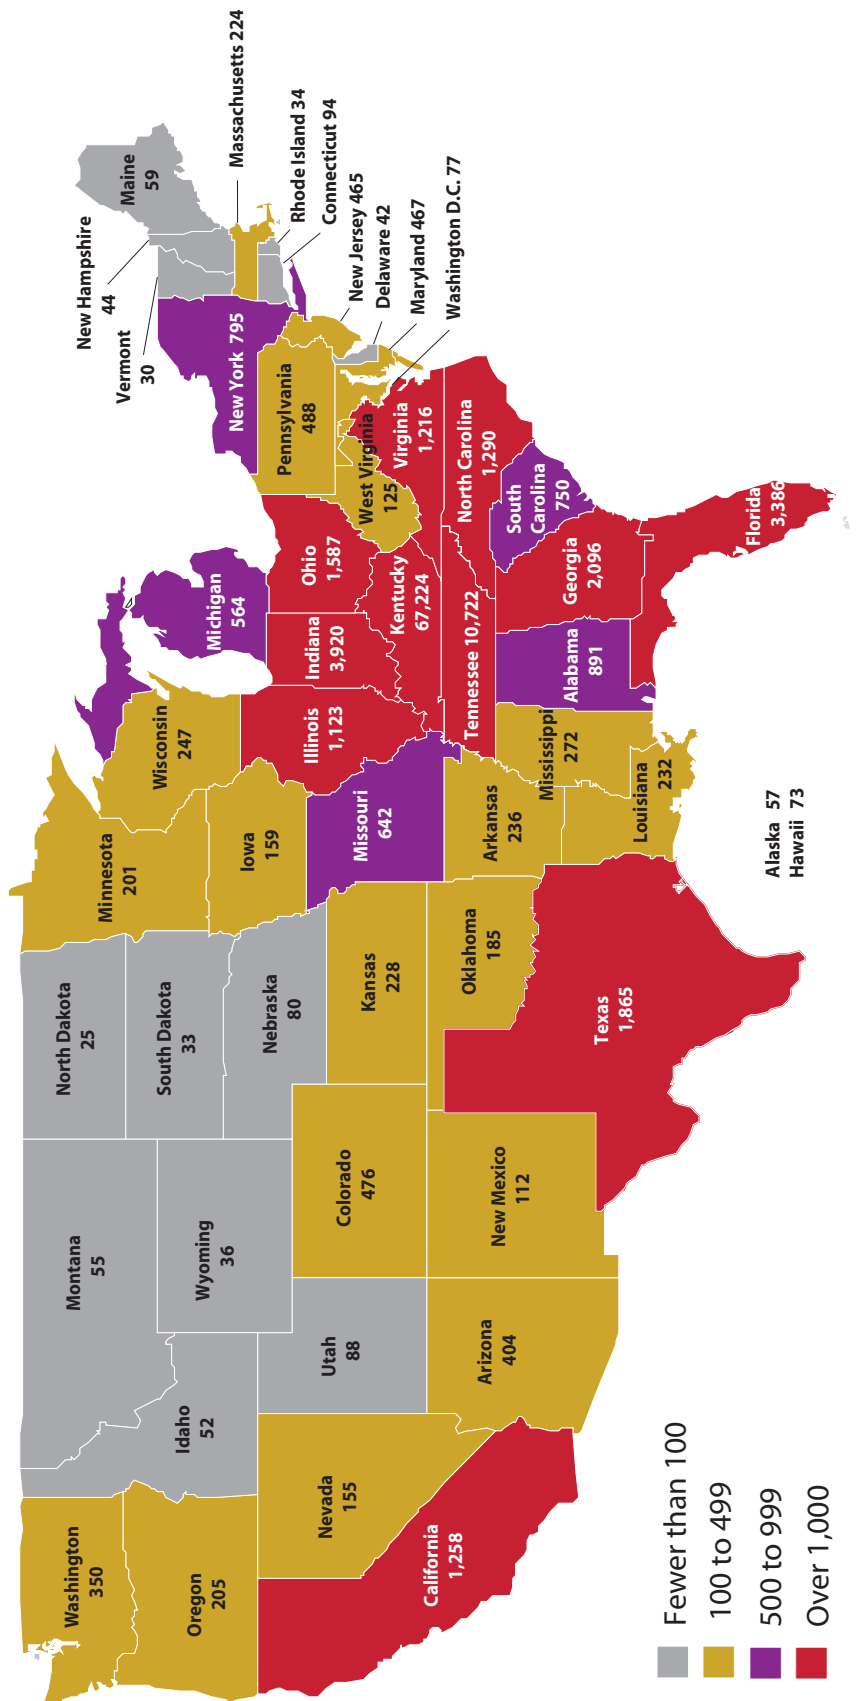 Washington
350
Oregon
205
California
1,258
Nevada
155
Idaho
52
Montana
55
Wyoming
36
Utah
88
Arizona
404
Colorado
476
New Mexico
112
North Dakota
25
South Dakota
33
Nebraska
80
Kansas
228
Oklahoma
185
Texas
1,865
Minnesota
201
Iowa
159
Missouri
642
Arkansas
236
Louisiana
232
Wisconsin
247
Illinois
1,123
Michigan
564
Indiana
3,920
Ohio
1,587
Kentucky
67,224
Tennessee 10,722
Mississippi
272
Alabama
891
Georgia
2,096
Florida
3,386
South
Carolina
750
North Carolina
1,290
Virginia
1,216
West Virginia
125
Pennsylvania
488
New York 795
Vermont
30
New Hampshire
44
Maine
59
Massachusetts 224
Rhode Island 34
Connecticut 94
New Jersey 465
Delaware 42
Maryland 467
Washington D.C. 77
Alaska 57
Hawaii 73
Fewer than 100
100 to 499
500 to 999
Over 1,000